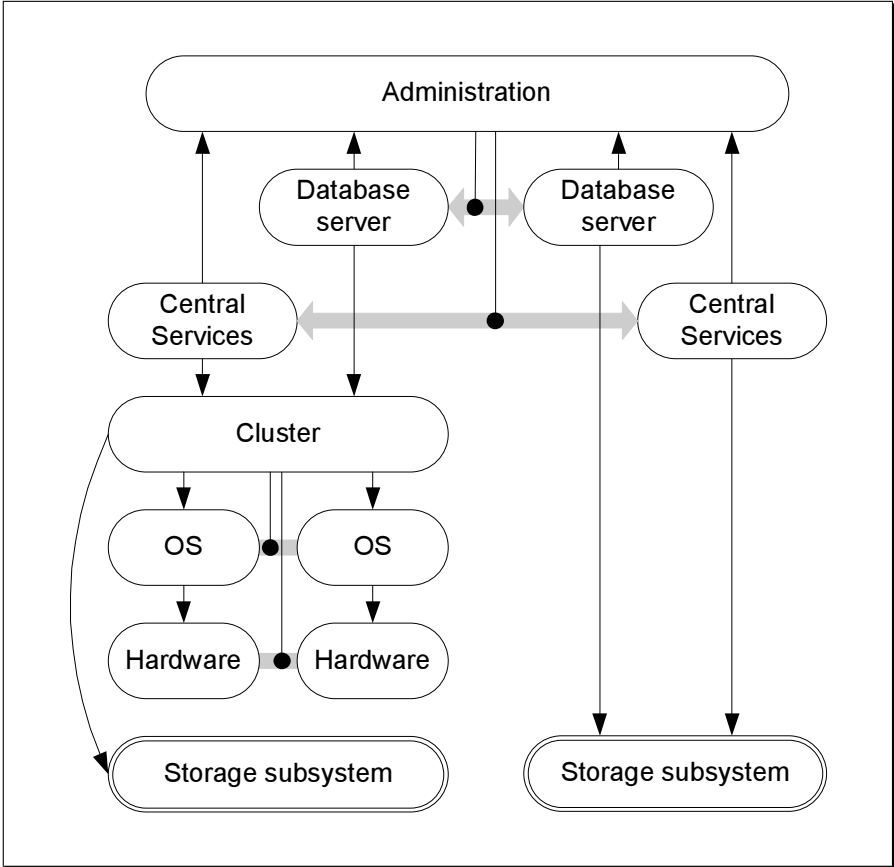 Administration
Database
server
Database
server
Central
Services
Central
Services
Cluster
OS
OS
Hardware
Hardware
Storage subsystem
Storage subsystem